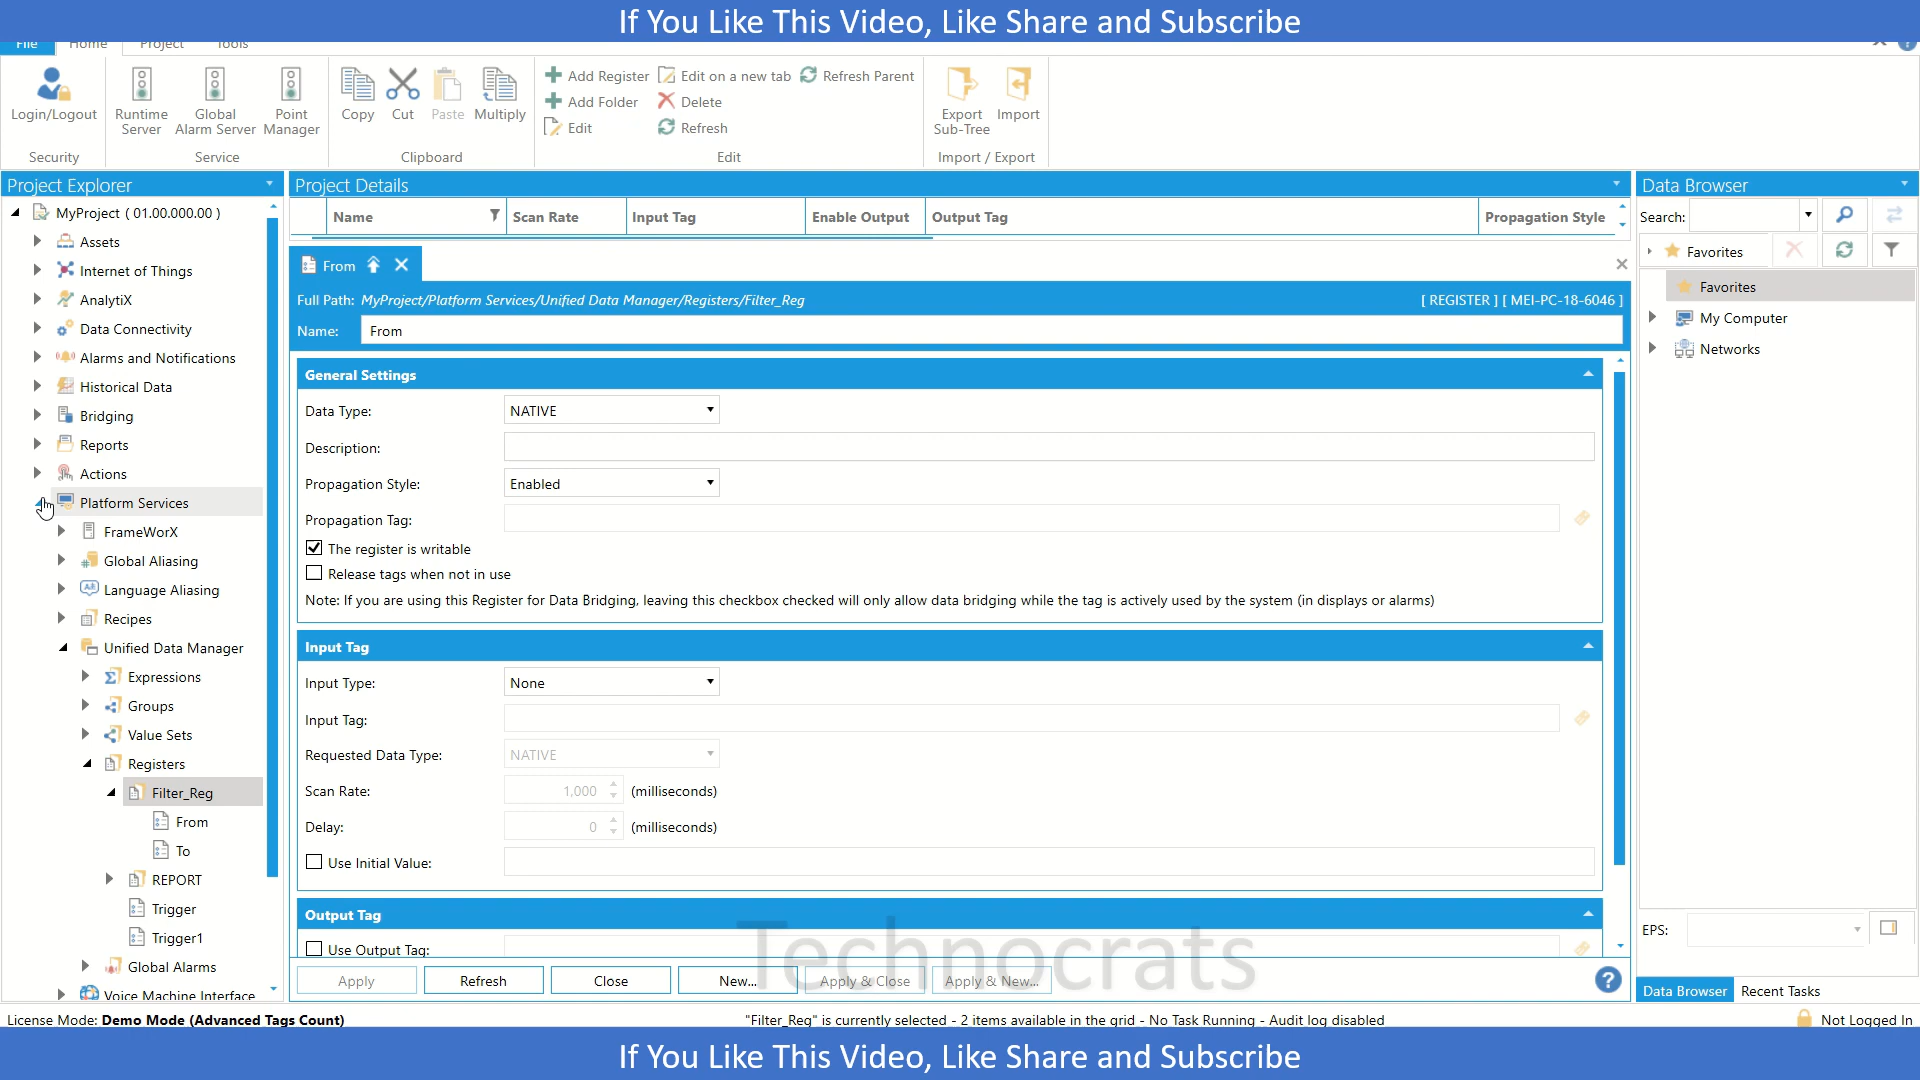 If You Like This Video, Like Share and Subscribe
File Home Project Tools
Login/Logout
Security
Runtime Server
Global Alarm Server
Point Manager
Service
Copy
Cut
Paste
Multiply
Clipboard
Add Register
Edit on a new tab
Refresh Parent
Add Folder
Delete
Edit
Refresh
Edit
Export Sub-Tree
Import
Import / Export
Project Explorer
MyProject ( 01.00.000.00 )
Assets
Internet of Things
AnalytiX
Data Connectivity
Alarms and Notifications
Historical Data
Bridging
Reports
Actions
Platform Services
FrameWorX
Global Aliasing
Language Aliasing
Recipes
Unified Data Manager
Expressions
Groups
Value Sets
Registers
Filter_Reg
From
To
REPORT
Trigger
Trigger1
Global Alarms
Voice Machine Interface
Project Details
Name
Scan Rate
Input Tag
Enable Output
Output Tag
Propagation Style
From
Full Path: MyProject/Platform Services/Unified Data Manager/Registers/Filter_Reg
[ REGISTER ] [ MEI-PC-18-6046 ]
Name: From
General Settings
Data Type: NATIVE
Description:
Propagation Style: Enabled
Propagation Tag:
The register is writable
Release tags when not in use
Note: If you are using this Register for Data Bridging, leaving this checkbox checked will only allow data bridging while the tag is actively used by the system (in displays or alarms)
Input Tag
Input Type: None
Input Tag:
Requested Data Type: NATIVE
Scan Rate: 1,000 (milliseconds)
Delay: 0 (milliseconds)
Use Initial Value:
Output Tag
Use Output Tag:
Technocrats
Apply
Refresh
Close
New...
Apply & Close
Apply & New...
Data Browser
Search:
Favorites
Favorites
My Computer
Networks
EPS:
Data Browser
Recent Tasks
License Mode: Demo Mode (Advanced Tags Count)
"Filter_Reg" is currently selected - 2 items available in the grid - No Task Running - Audit log disabled
Not Logged In
If You Like This Video, Like Share and Subscribe